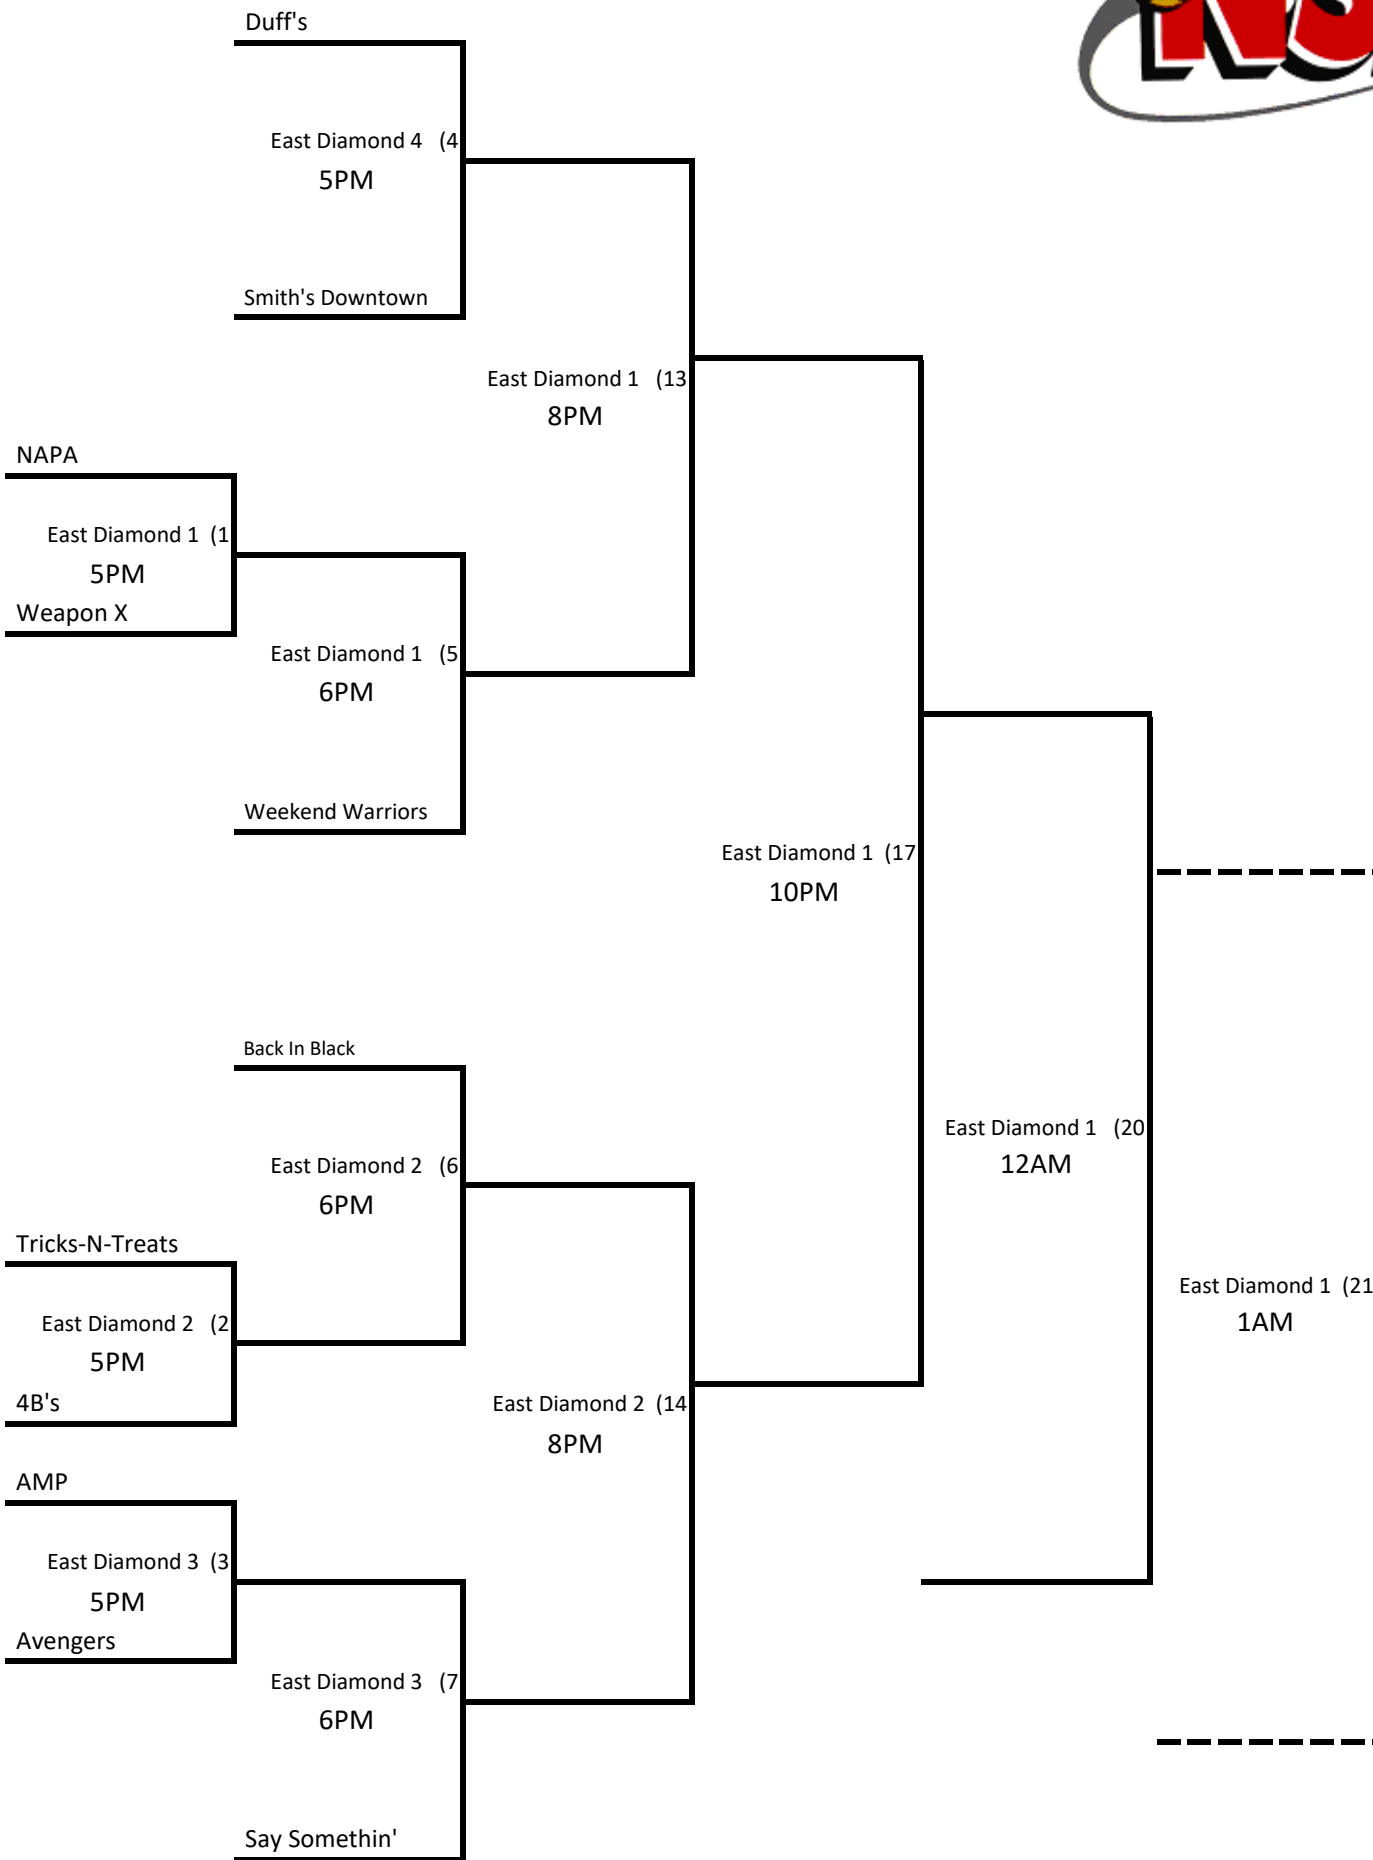 Duff's
East Diamond 4 (4
5PM
Smith's Downtown
East Diamond 1 (13
8PM
NAPA
East Diamond 1 (1
5PM
Weapon X
East Diamond 1 (5
6PM
Weekend Warriors
East Diamond 1 (17
10PM
Back In Black
East Diamond 1 (20
12AM
East Diamond 2 (6
6PM
Tricks-N-Treats
East Diamond 1 (21
1AM
East Diamond 2 (2
5PM
4B's
East Diamond 2 (14
8PM
AMP
East Diamond 3 (3
5PM
Avengers
East Diamond 3 (7
6PM
Say Somethin'